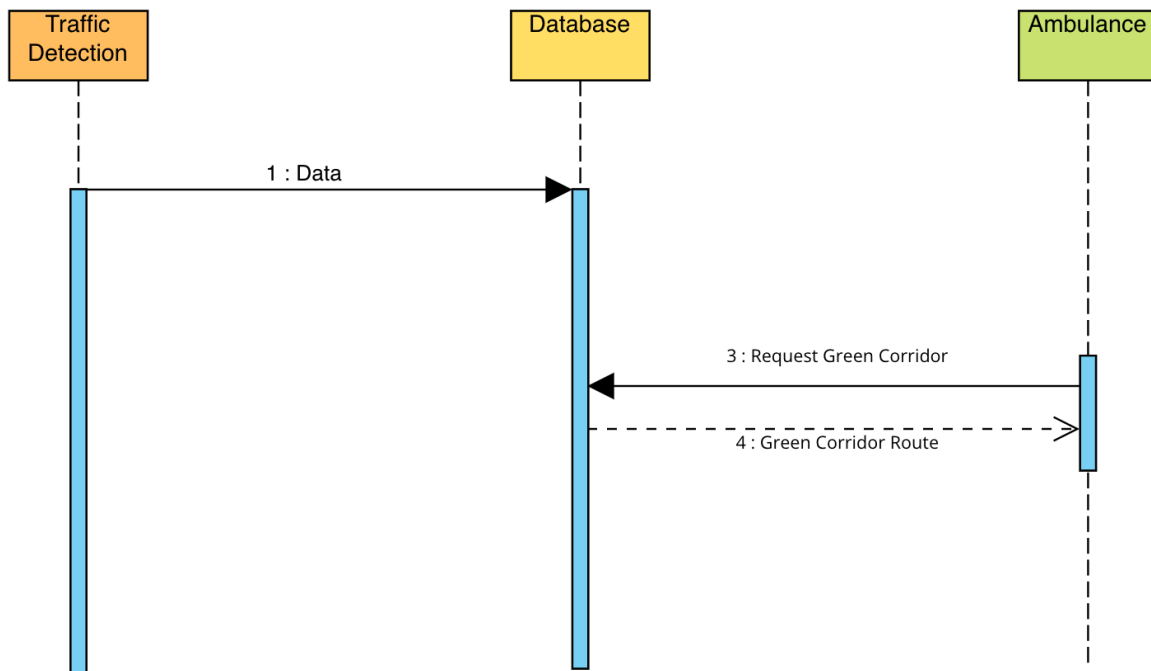 Traffic
Detection
Database
Ambulance
1 : Data
3 : Request Green Corridor
4 : Green Corridor Route